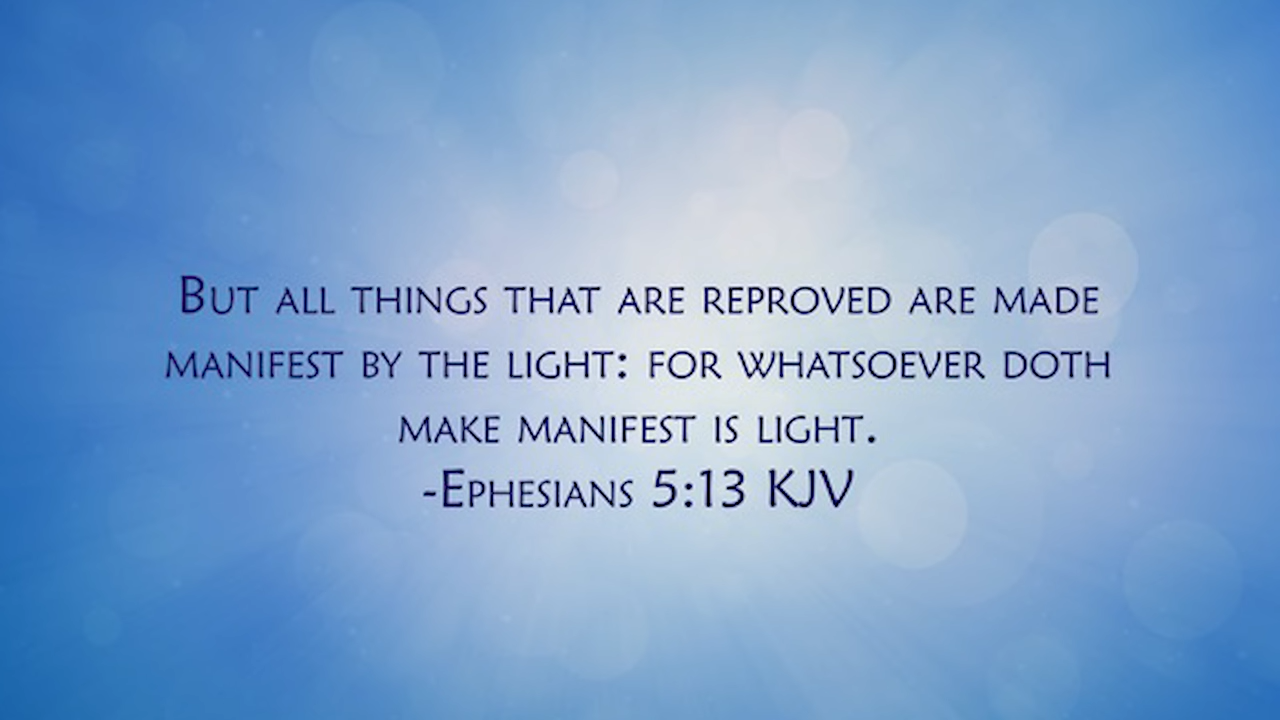 But all things that are reproved are made
manifest by the light: for whatsoever doth
make manifest is light.
-Ephesians 5:13 KJV